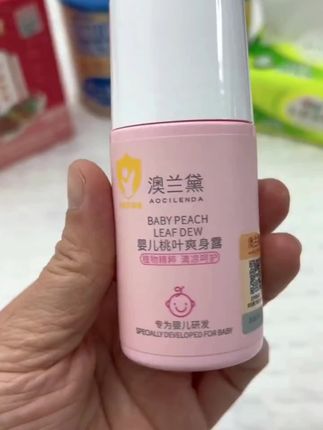 澳兰黛
AOCILENDA
BABY PEACH
LEAF DEW
婴儿桃叶爽身露
植物精粹 清凉呵护
专为婴儿研发
SPECIALLY DEVELOPED FOR BABY